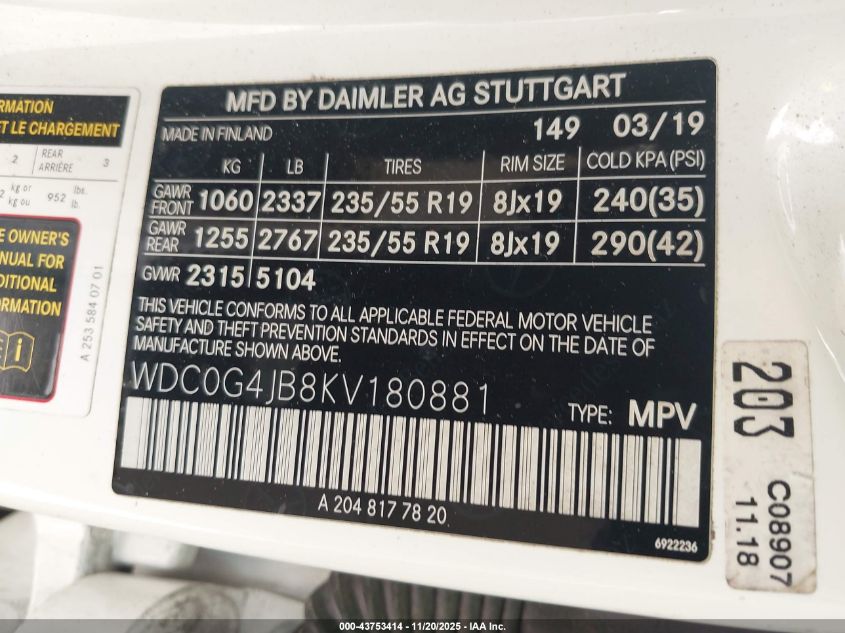 RMATION
ET LE CHARGEMENT
2 REAR ARRIÈRE 3
kg or kg ou 952 lbs. lb.
E OWNER'S
NUAL FOR
DITIONAL
FORMATION
A 253 584 07 01
MFD BY DAIMLER AG STUTTGART
MADE IN FINLAND 149 03/19
KG LB TIRES RIM SIZE COLD KPA(PSI)
GAWR FRONT 1060 2337 235/55 R19 8Jx19 240(35)
GAWR REAR 1255 2767 235/55 R19 8Jx19 290(42)
GVWR 2315 5104
THIS VEHICLE CONFORMS TO ALL APPLICABLE FEDERAL MOTOR VEHICLE
SAFETY AND THEFT PREVENTION STANDARDS IN EFFECT ON THE DATE OF
MANUFACTURE SHOWN ABOVE.
WDC0G4JB8KV180881
TYPE: MPV
A 204 817 78 20
6922236
203
C08907
11.18
000-43753414 - 11/20/2025 - IAA, Inc.